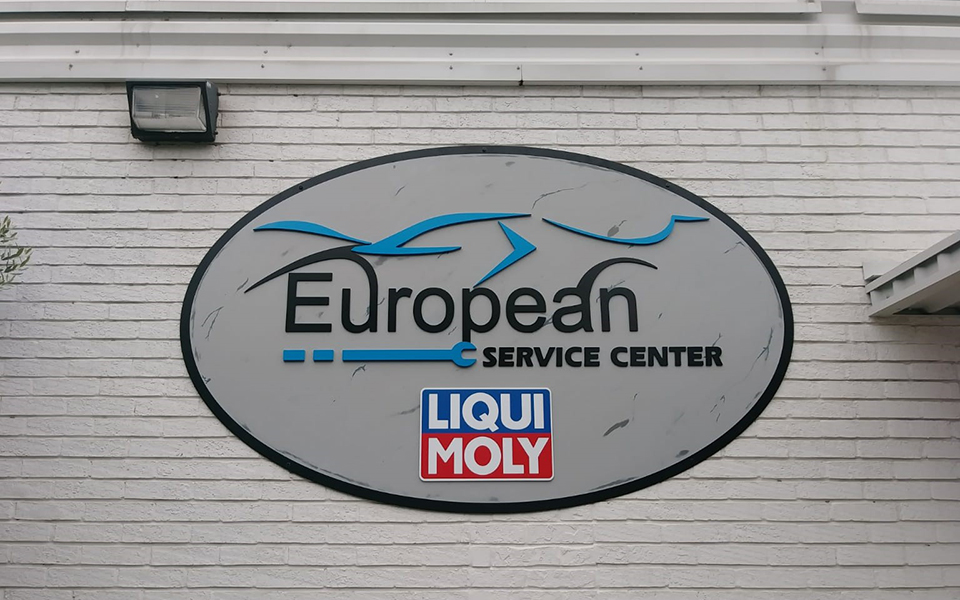 European
SERVICE CENTER
LIQUI
MOLY